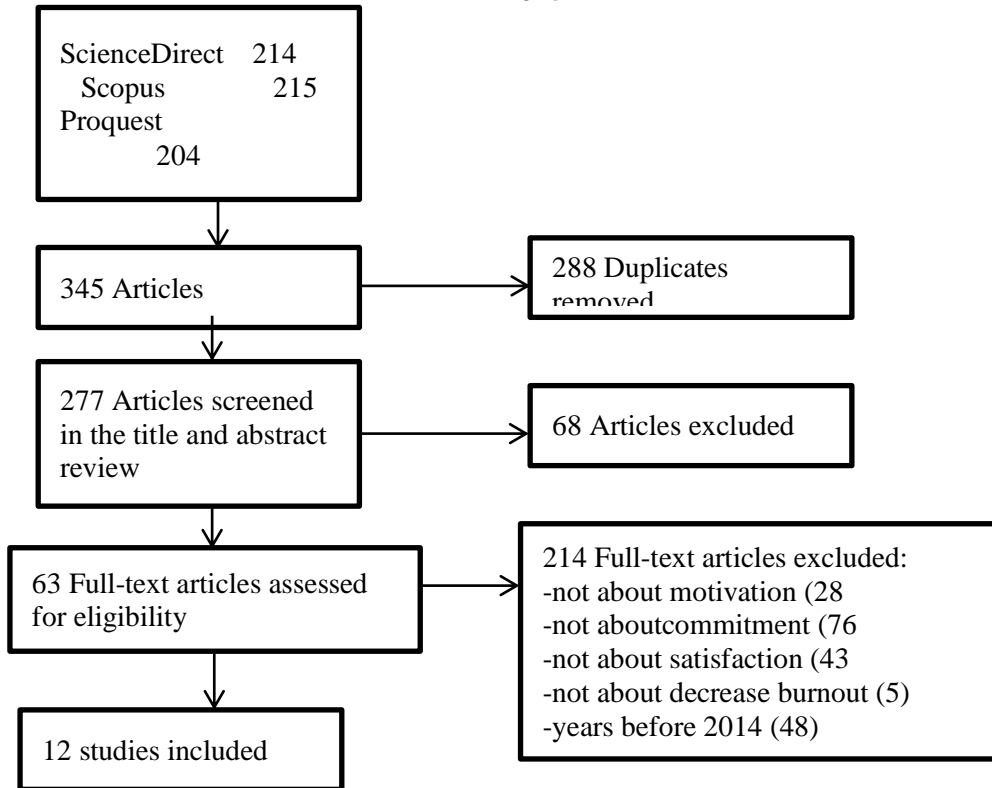 ScienceDirect 214
Scopus 215
Proquest
204
345 Articles
288 Duplicates
removed
277 Articles screened
in the title and abstract
review
68 Articles excluded
63 Full-text articles assessed
for eligibility
214 Full-text articles excluded:
-not about motivation (28
-not aboutcommitment (76
-not about satisfaction (43
-not about decrease burnout (5)
-years before 2014 (48)
12 studies included